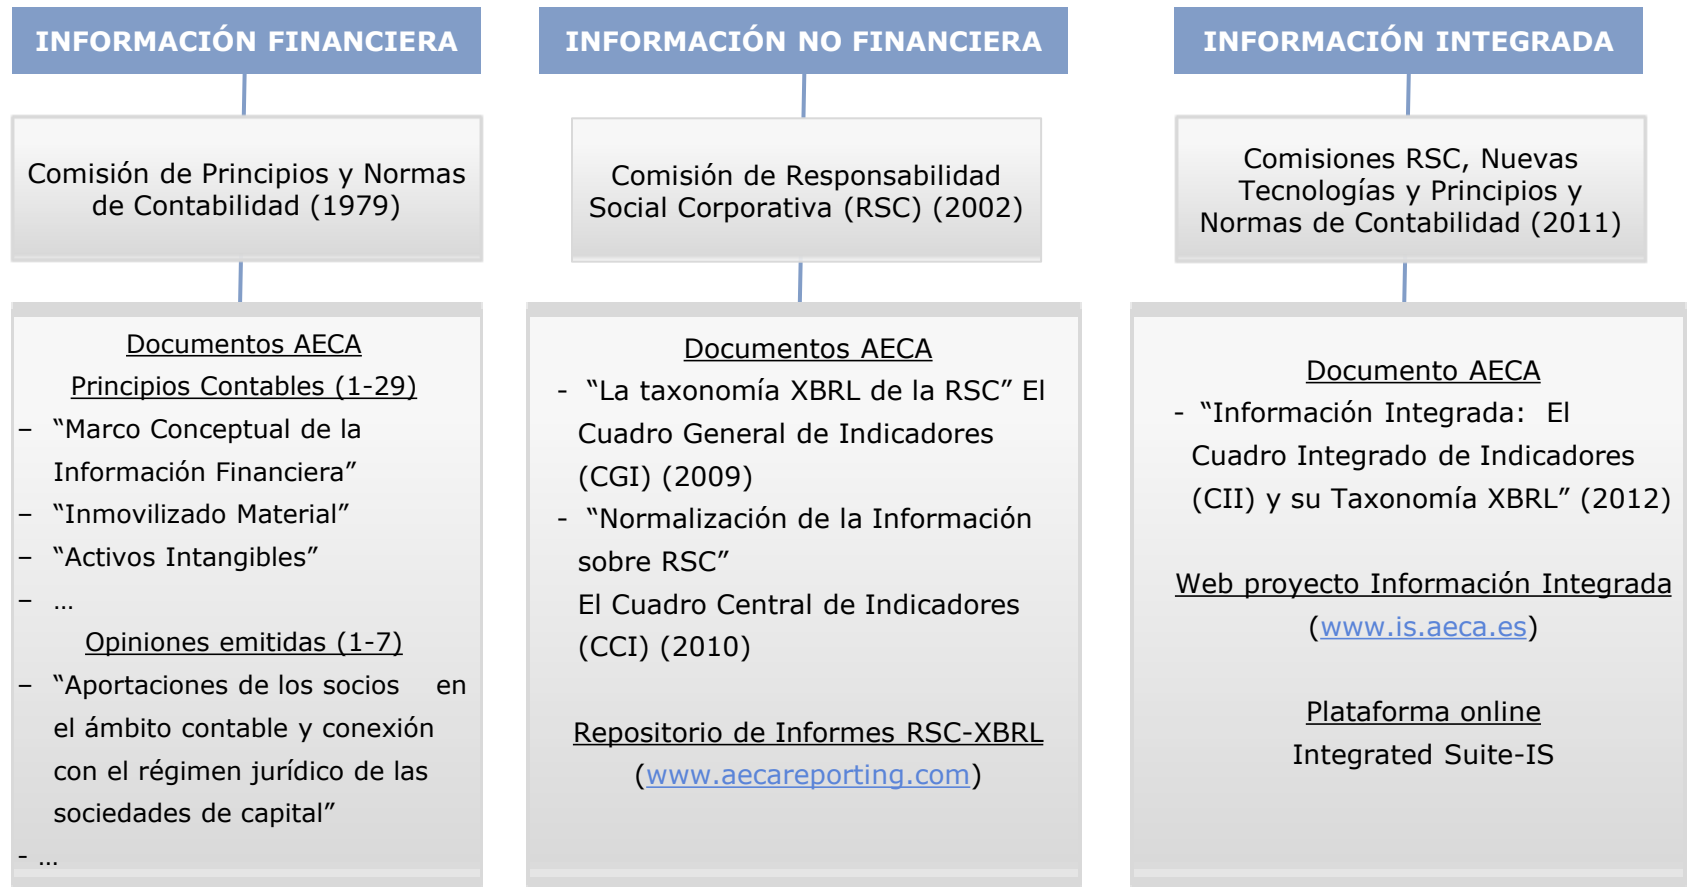 INFORMACIÓN FINANCIERA
Comisión de Principios y Normas
de Contabilidad (1979)
Documentos AECA
Principios Contables (1-29)
– “Marco Conceptual de la
Información Financiera”
– “Inmovilizado Material”
– “Activos Intangibles”
– …
Opiniones emitidas (1-7)
– “Aportaciones de los socios en
el ámbito contable y conexión
con el régimen jurídico de las
sociedades de capital”
- …
INFORMACIÓN NO FINANCIERA
Comisión de Responsabilidad
Social Corporativa (RSC) (2002)
Documentos AECA
- “La taxonomía XBRL de la RSC” El
Cuadro General de Indicadores
(CGI) (2009)
- “Normalización de la Información
sobre RSC”
El Cuadro Central de Indicadores
(CCI) (2010)
Repositorio de Informes RSC-XBRL
(www.aecareporting.com)
INFORMACIÓN INTEGRADA
Comisiones RSC, Nuevas
Tecnologías y Principios y
Normas de Contabilidad (2011)
Documento AECA
- “Información Integrada: El
Cuadro Integrado de Indicadores
(CII) y su Taxonomía XBRL” (2012)
Web proyecto Información Integrada
(www.is.aeca.es)
Plataforma online
Integrated Suite-IS